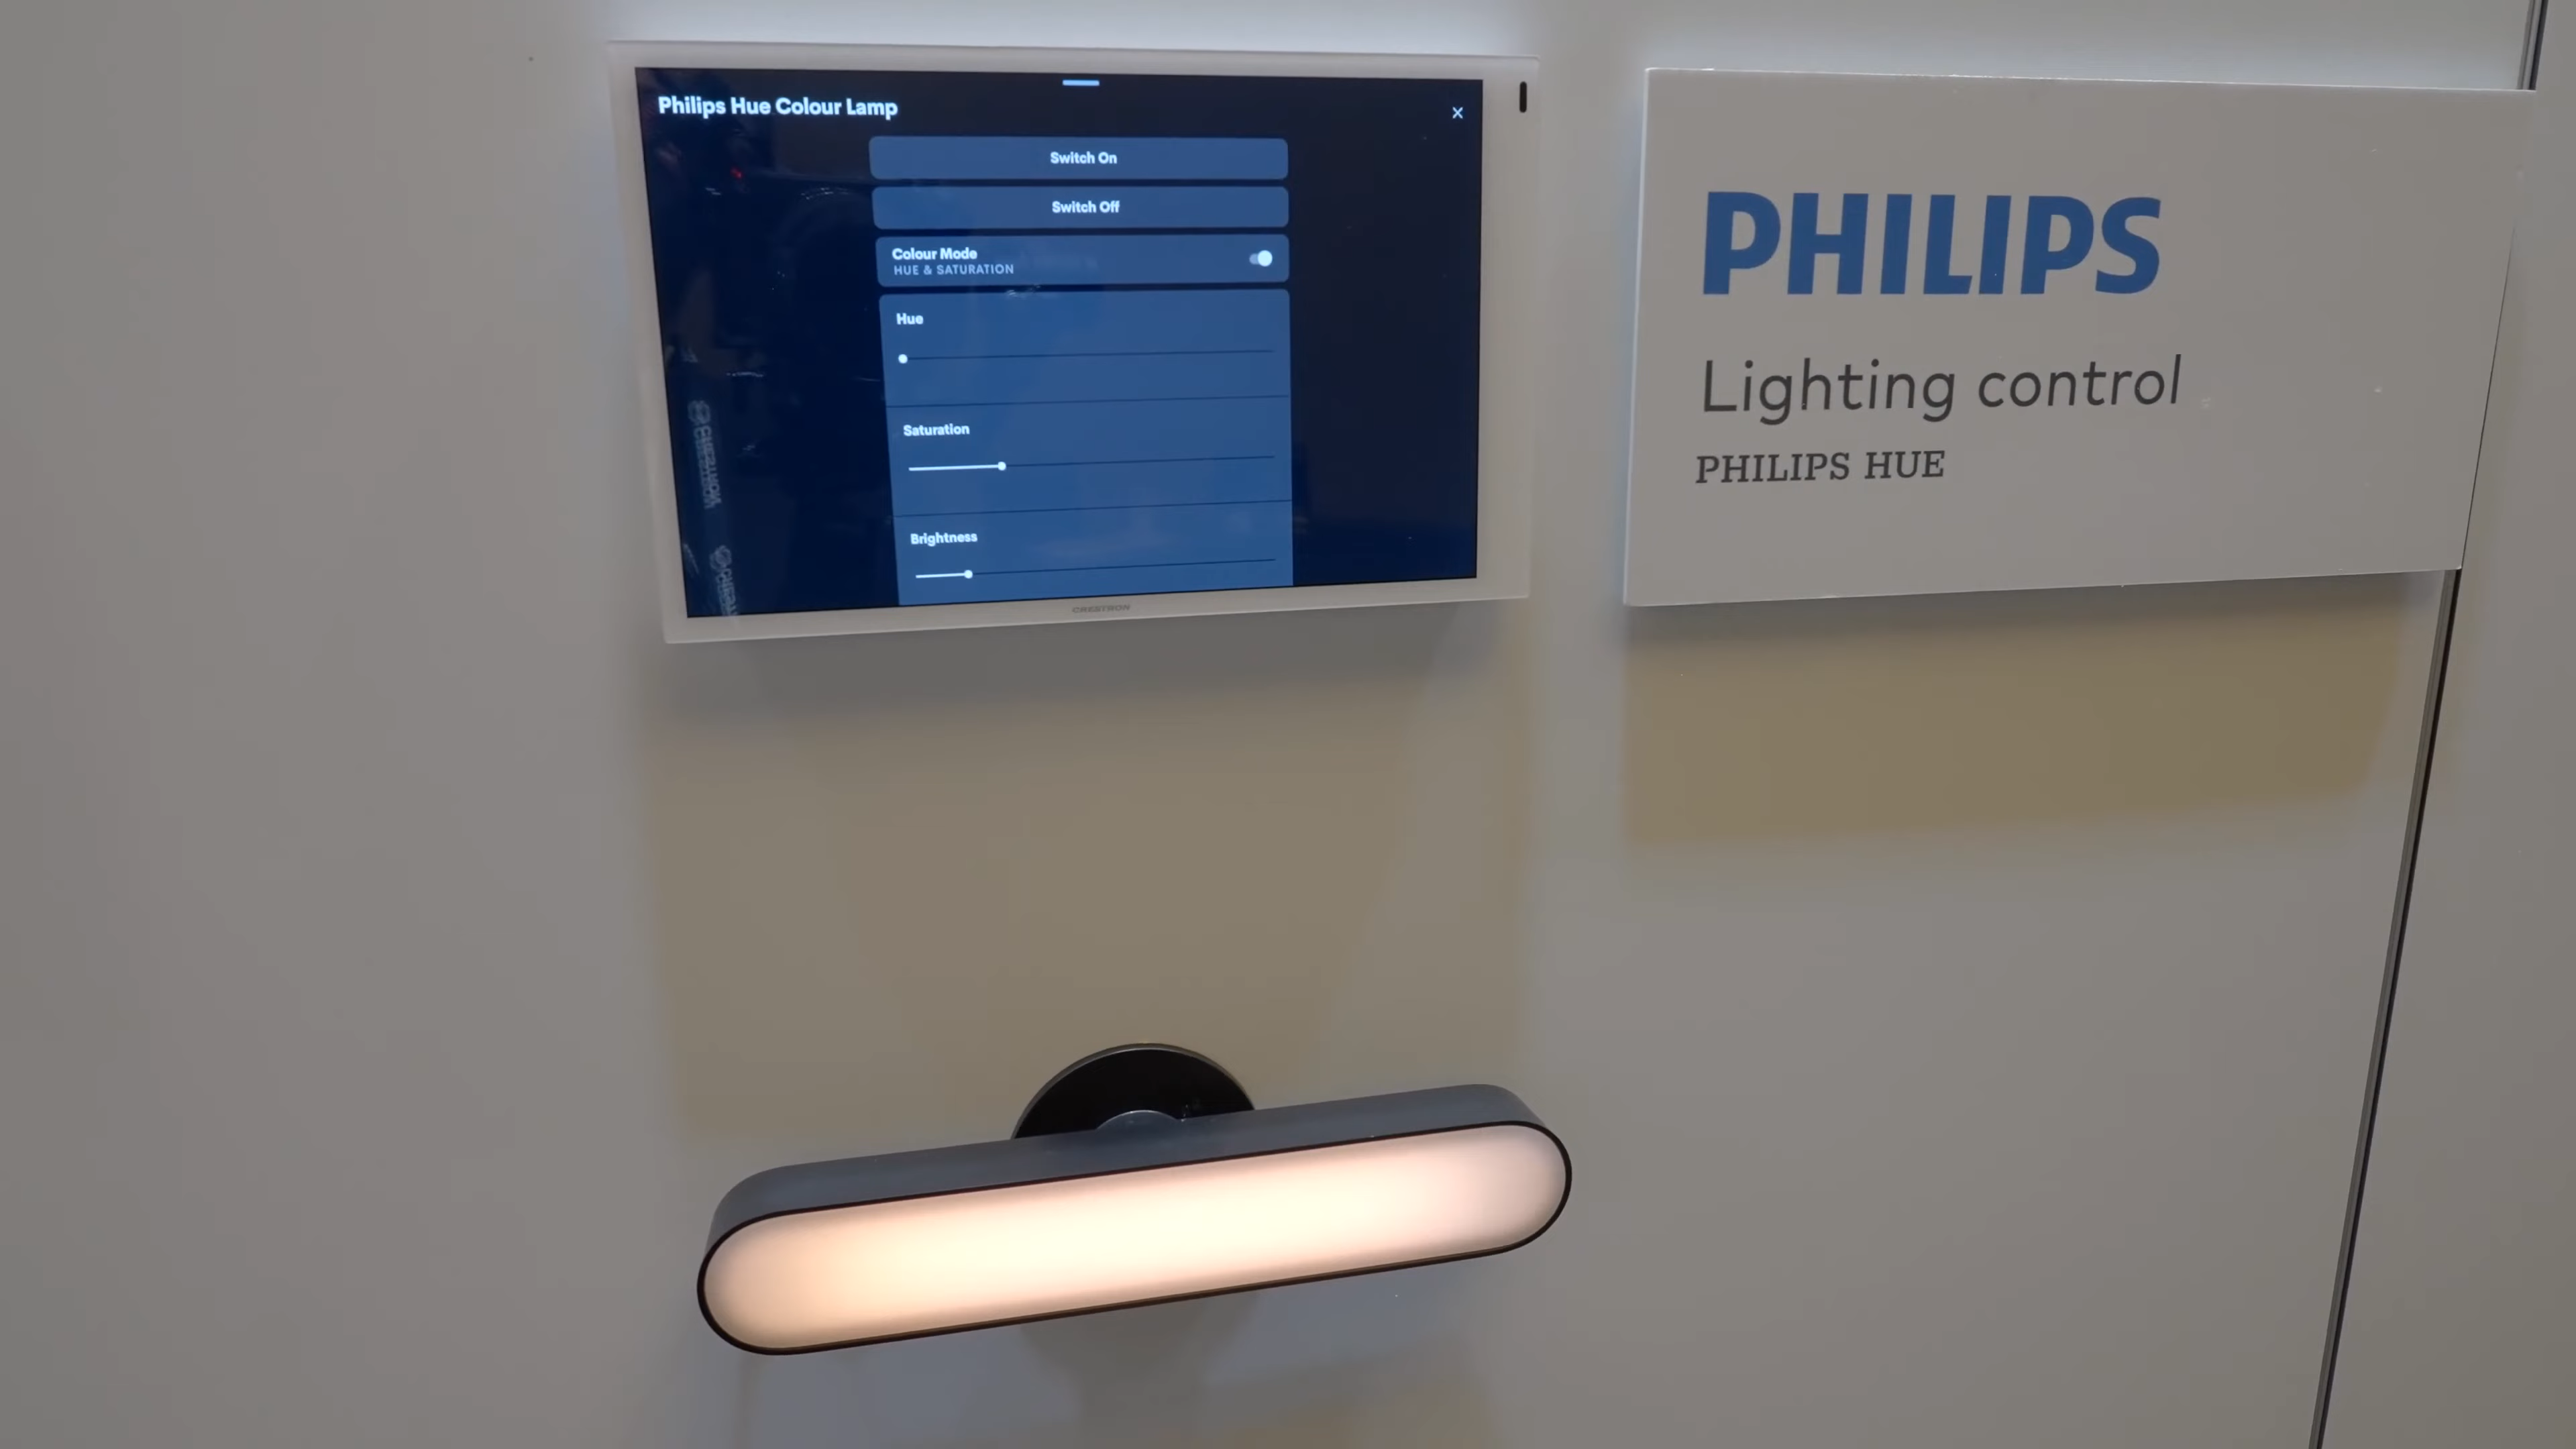 Philips Hue Colour Lamp
×
Switch On
Switch Off
Colour Mode
HUE & SATURATION
Hue
Saturation
Brightness
CRESTRON
PHILIPS
Lighting control
PHILIPS HUE